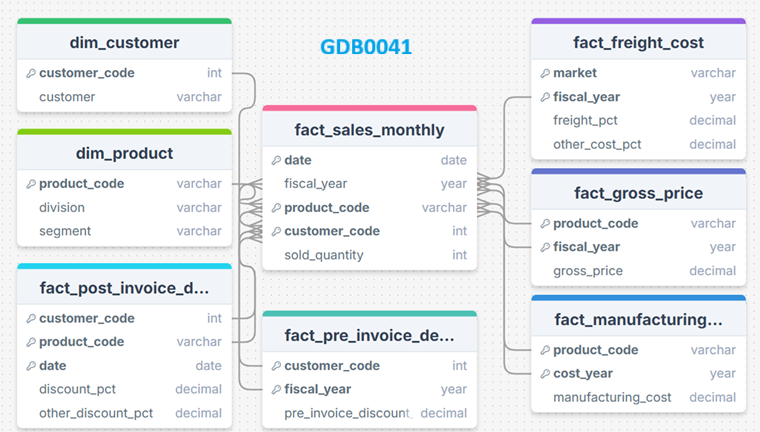 GDB0041
dim_customer
customer_code int
customer varchar
dim_product
product_code varchar
division varchar
segment varchar
fact_post_invoice_d...
customer_code int
product_code varchar
date date
discount_pct decimal
other_discount_pct decimal
fact_sales_monthly
date date
fiscal_year year
product_code varchar
customer_code int
sold_quantity int
fact_pre_invoice_de...
customer_code int
fiscal_year year
pre_invoice_discount_ decimal
fact_freight_cost
market varchar
fiscal_year year
freight_pct decimal
other_cost_pct decimal
fact_gross_price
product_code varchar
fiscal_year year
gross_price decimal
fact_manufacturing...
product_code varchar
cost_year year
manufacturing_cost decimal